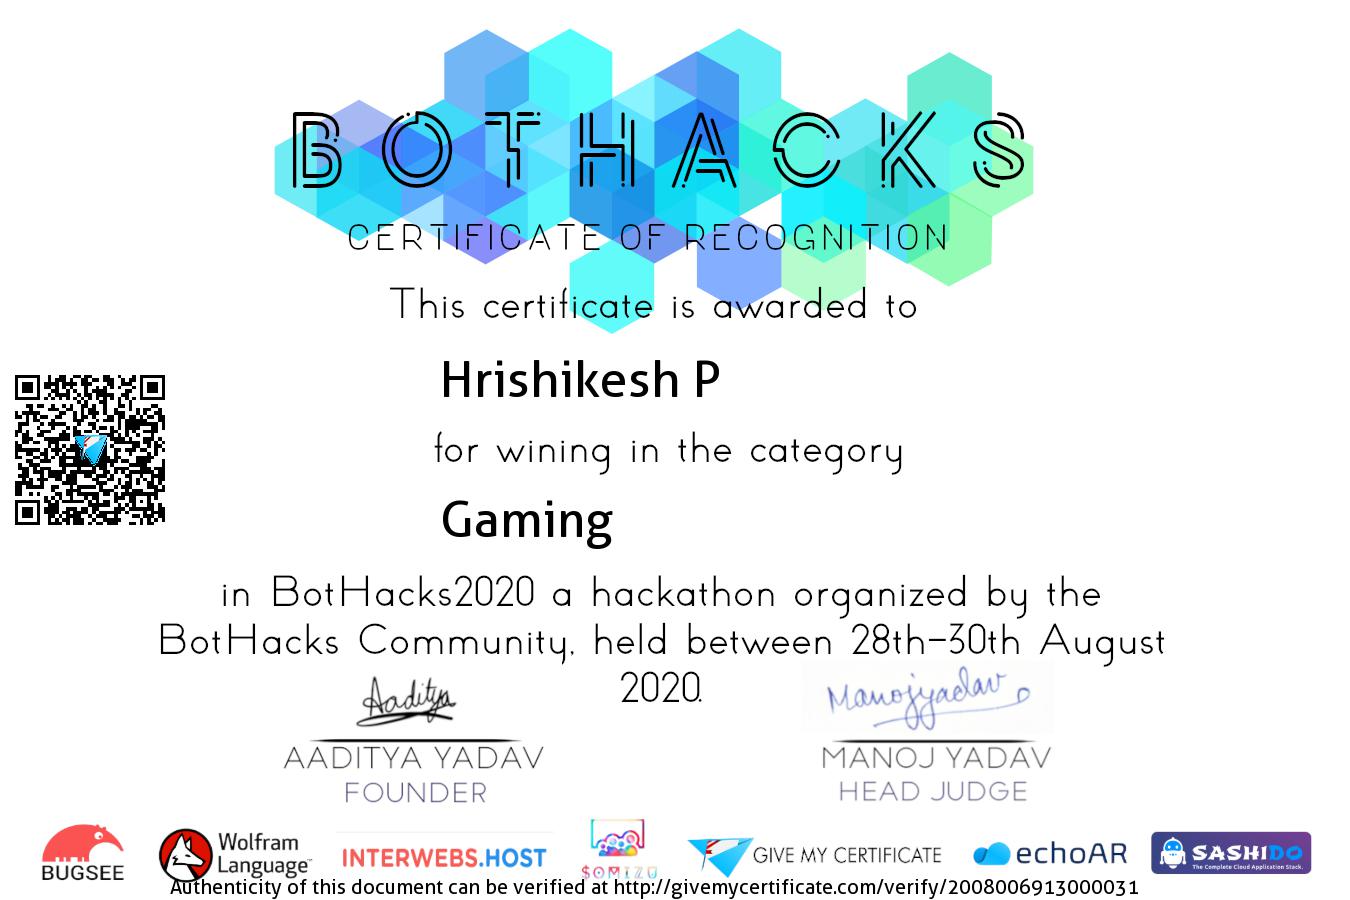 BOTHACKS
CERTIFICATE OF RECOGNITION
This certificate is awarded to
Hrishikesh P
for wining in the category
Gaming
in BotHacks2020 a hackathon organized by the
BotHacks Community, held between 28th-30th August
2020.
Aaditya
Manojyadav
AADITYA YADAV
MANOJ YADAV
FOUNDER
HEAD JUDGE
BUGSEE
Wolfram
Language™
INTERWEBS.HOST
SOMIZU
GIVE MY CERTIFICATE
echoAR
SASHIDO
The Complete Cloud Application Stack.
Authenticity of this document can be verified at http://givemycertificate.com/verify/2008006913000031